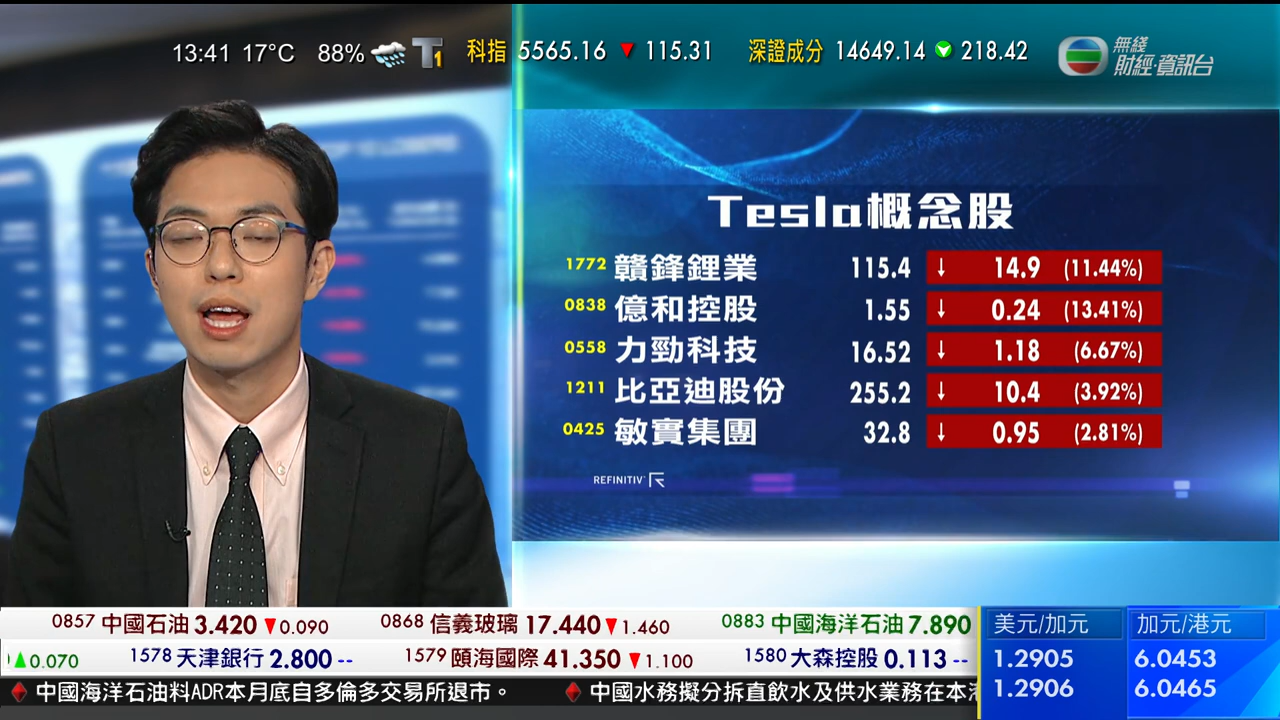 13:41 17°C 88% T1 科指 5565.16 ▼ 115.31 深證成分 14649.14 218.42
無綫
財經·資訊台
Tesla概念股
1772 贛鋒鋰業 115.4 ↓ 14.9 (11.44%)
0838 億和控股 1.55 ↓ 0.24 (13.41%)
0558 力勁科技 16.52 ↓ 1.18 (6.67%)
1211 比亞迪股份 255.2 ↓ 10.4 (3.92%)
0425 敏實集團 32.8 ↓ 0.95 (2.81%)
REFINITIV
0857 中國石油 3.420 ▼ 0.090 0868 信義玻璃 17.440 ▼ 1.460 0883 中國海洋石油 7.890
▲ 0.070 1578 天津銀行 2.800 -- 1579 頤海國際 41.350 ▼ 1.100 1580 大森控股 0.113 --
中國海洋石油料ADR本月底自多倫多交易所退市。 中國水務擬分拆直飲水及供水業務在本
美元/加元 加元/港元
1.2905 6.0453
1.2906 6.0465